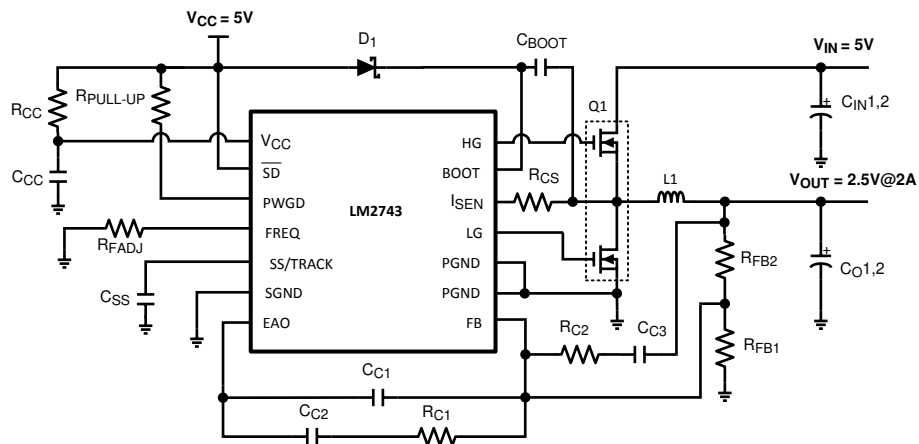 VCC = 5V
D1
CBOOT
VIN = 5V
RCC
RPULL-UP
Q1
CIN1,2
+
VCC
HG
CCC
SD
BOOT
RCS
L1
VOUT = 2.5V@2A
PWGD
LM2743
ISEN
RFADJ
FREQ
LG
RFB2
CO1,2
+
SS/TRACK
PGND
CSS
SGND
PGND
EAO
FB
RC2
CC3
RFB1
CC1
CC2
RC1